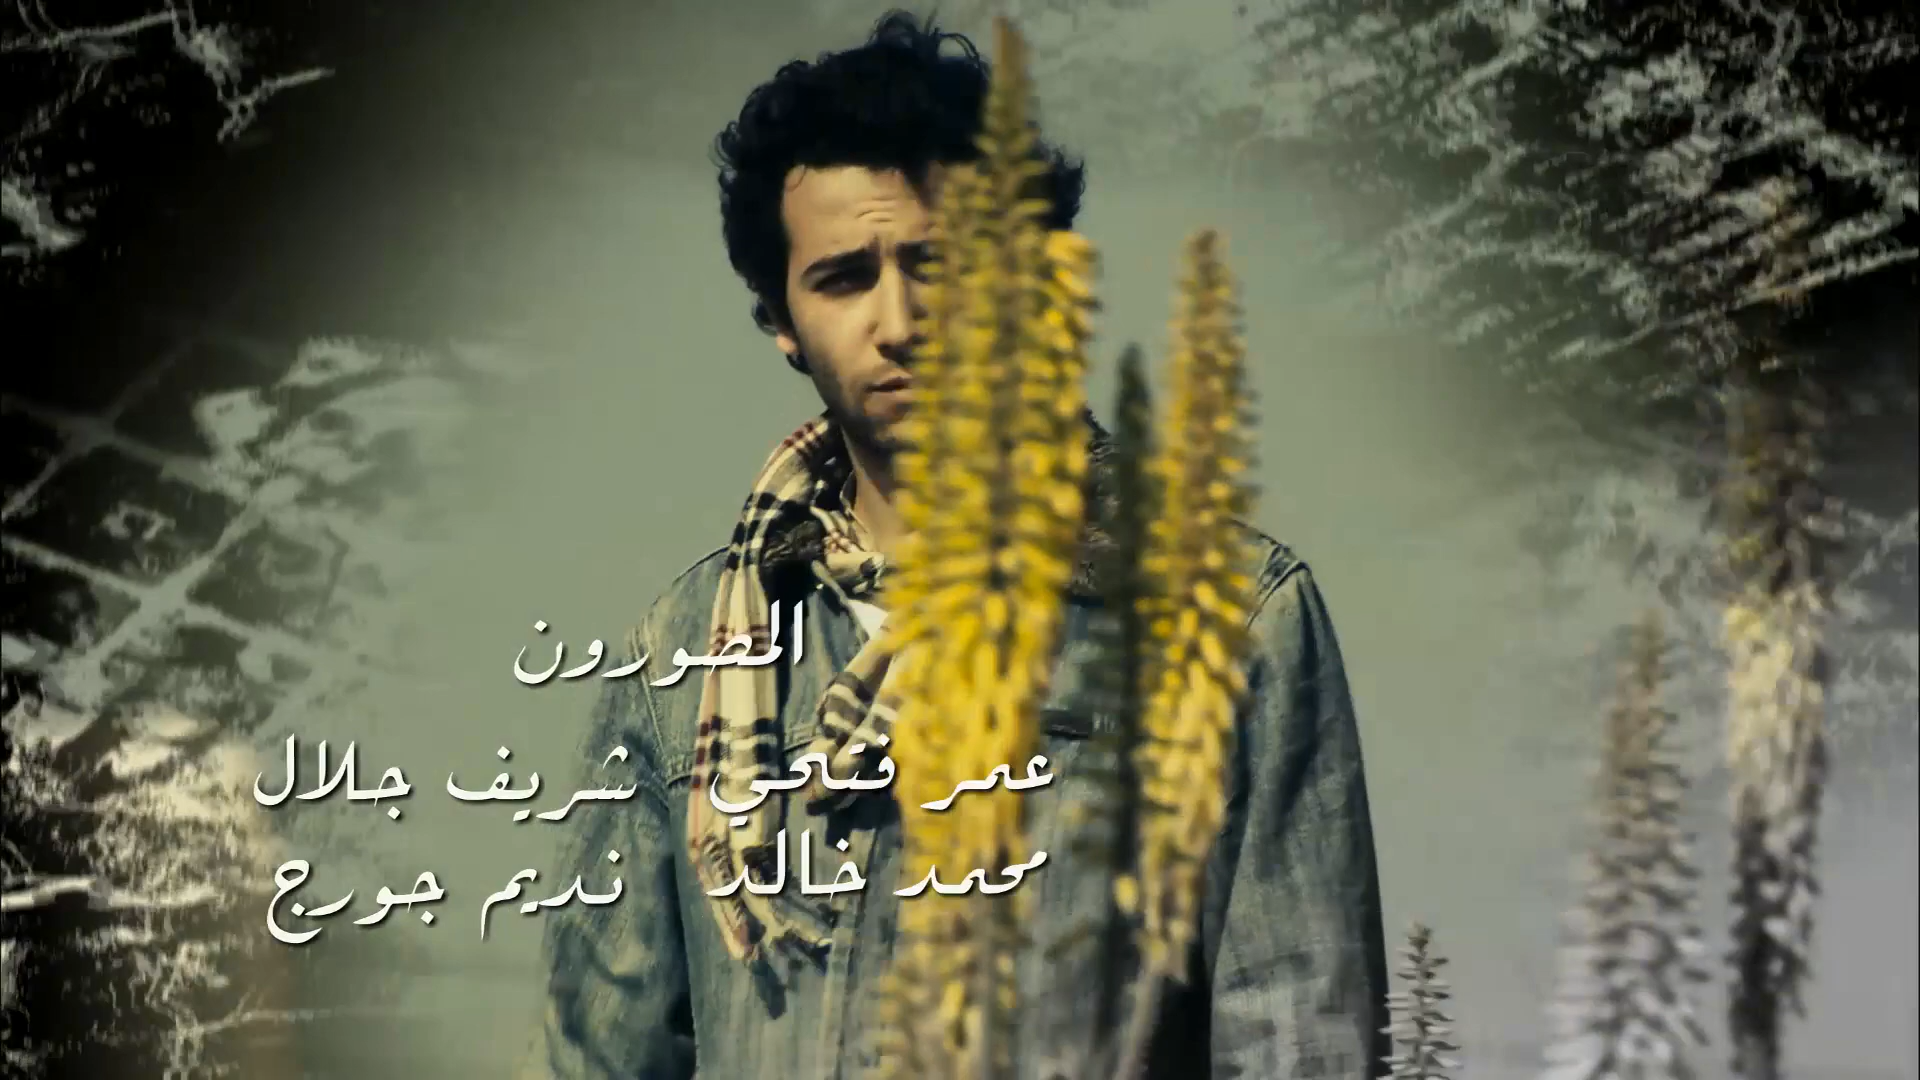 المصورون
عمر فتحي شريف جلال
محمد خالد نديم جورج